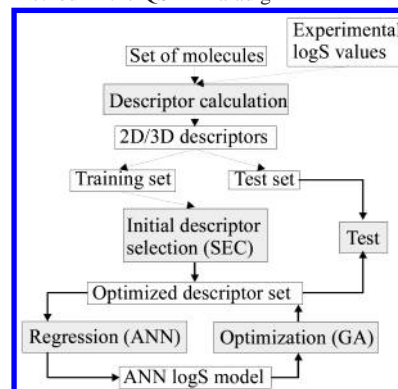 Experimental
logS values
Set of molecules
Descriptor calculation
2D/3D descriptors
Training set
Test set
Initial descriptor
selection (SEC)
Test
Optimized descriptor set
Regression (ANN)
Optimization (GA)
ANN logS model